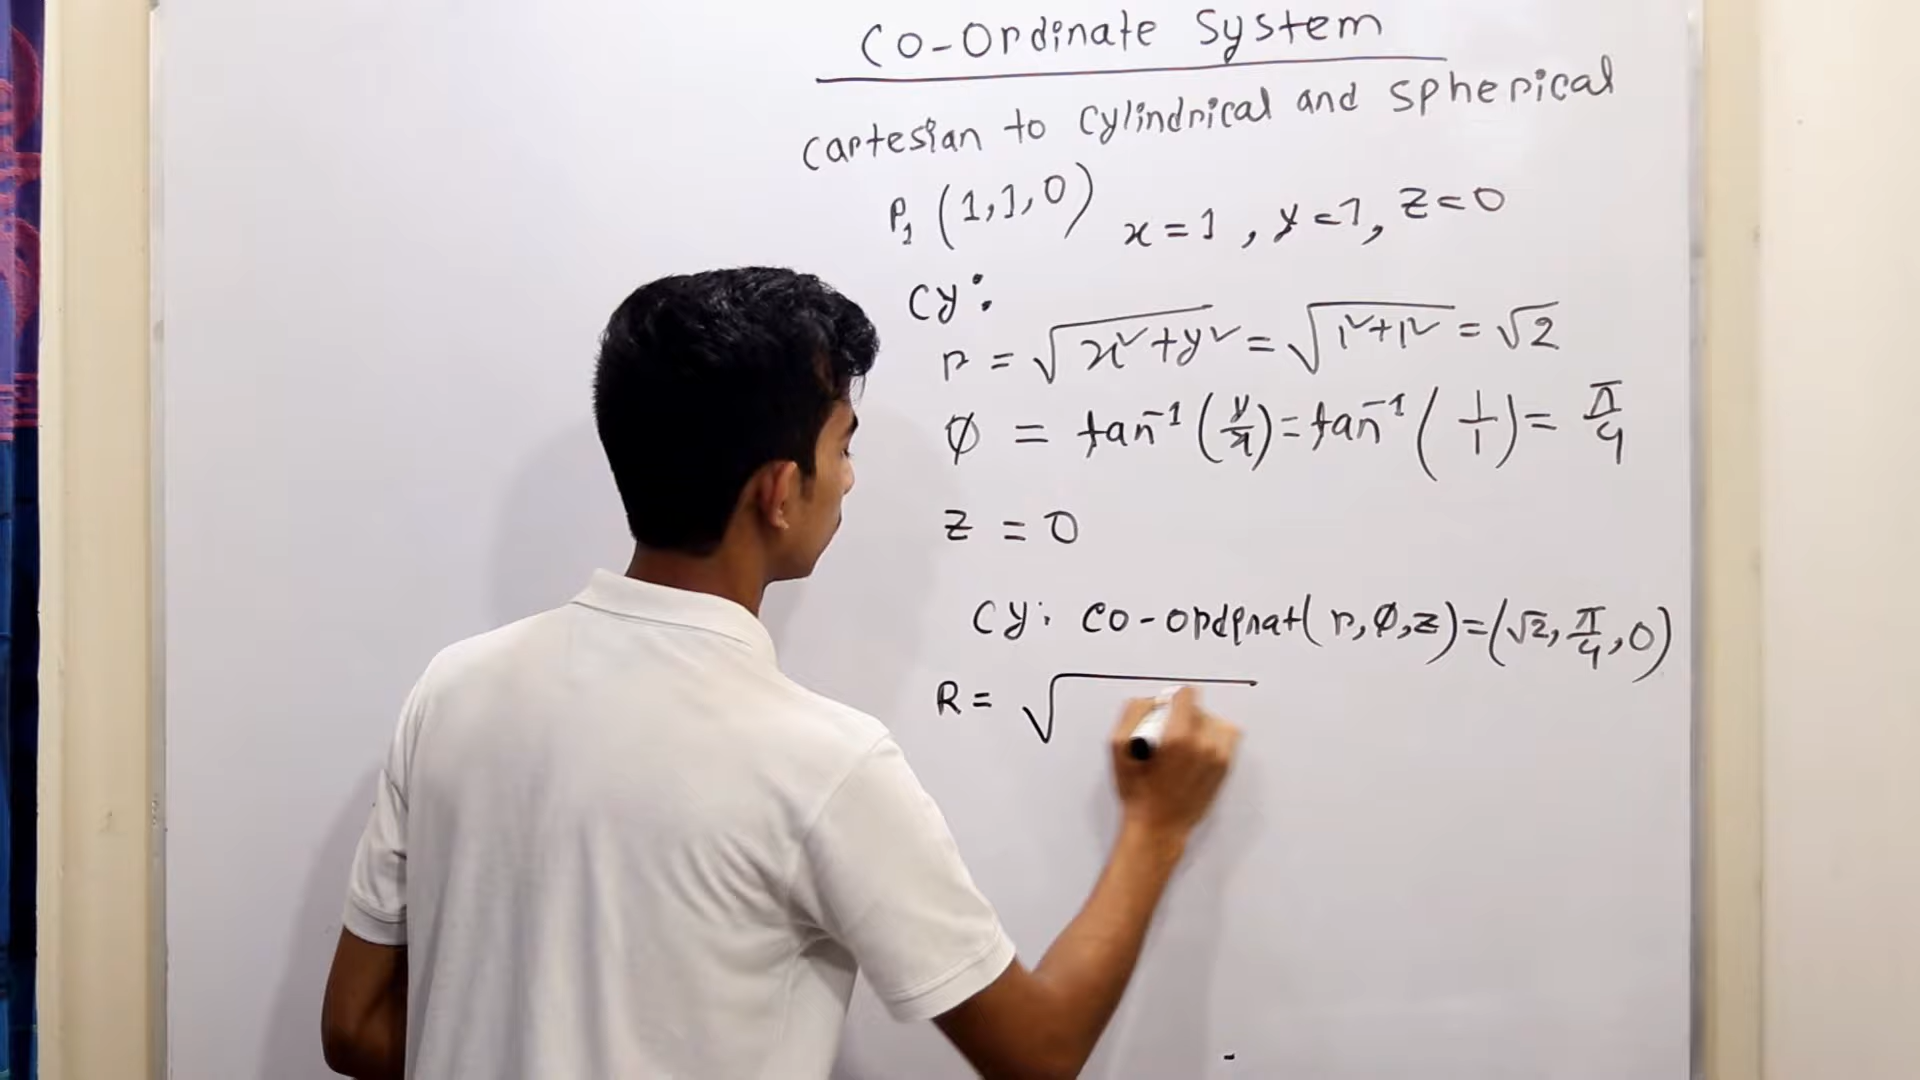 Co-Ordinate System
Cartesian to Cylindrical and Spherical
P₁ (1,1,0) x = 1 , y = 1, z = 0
Cy:
r = √(x²+y²) = √(1²+1²) = √2
φ = tan⁻¹(y/x) = tan⁻¹(1/1) = π/4
z = 0
Cy: Co-ordenat(r,φ,z)=(√2,π/4,0)
R = √